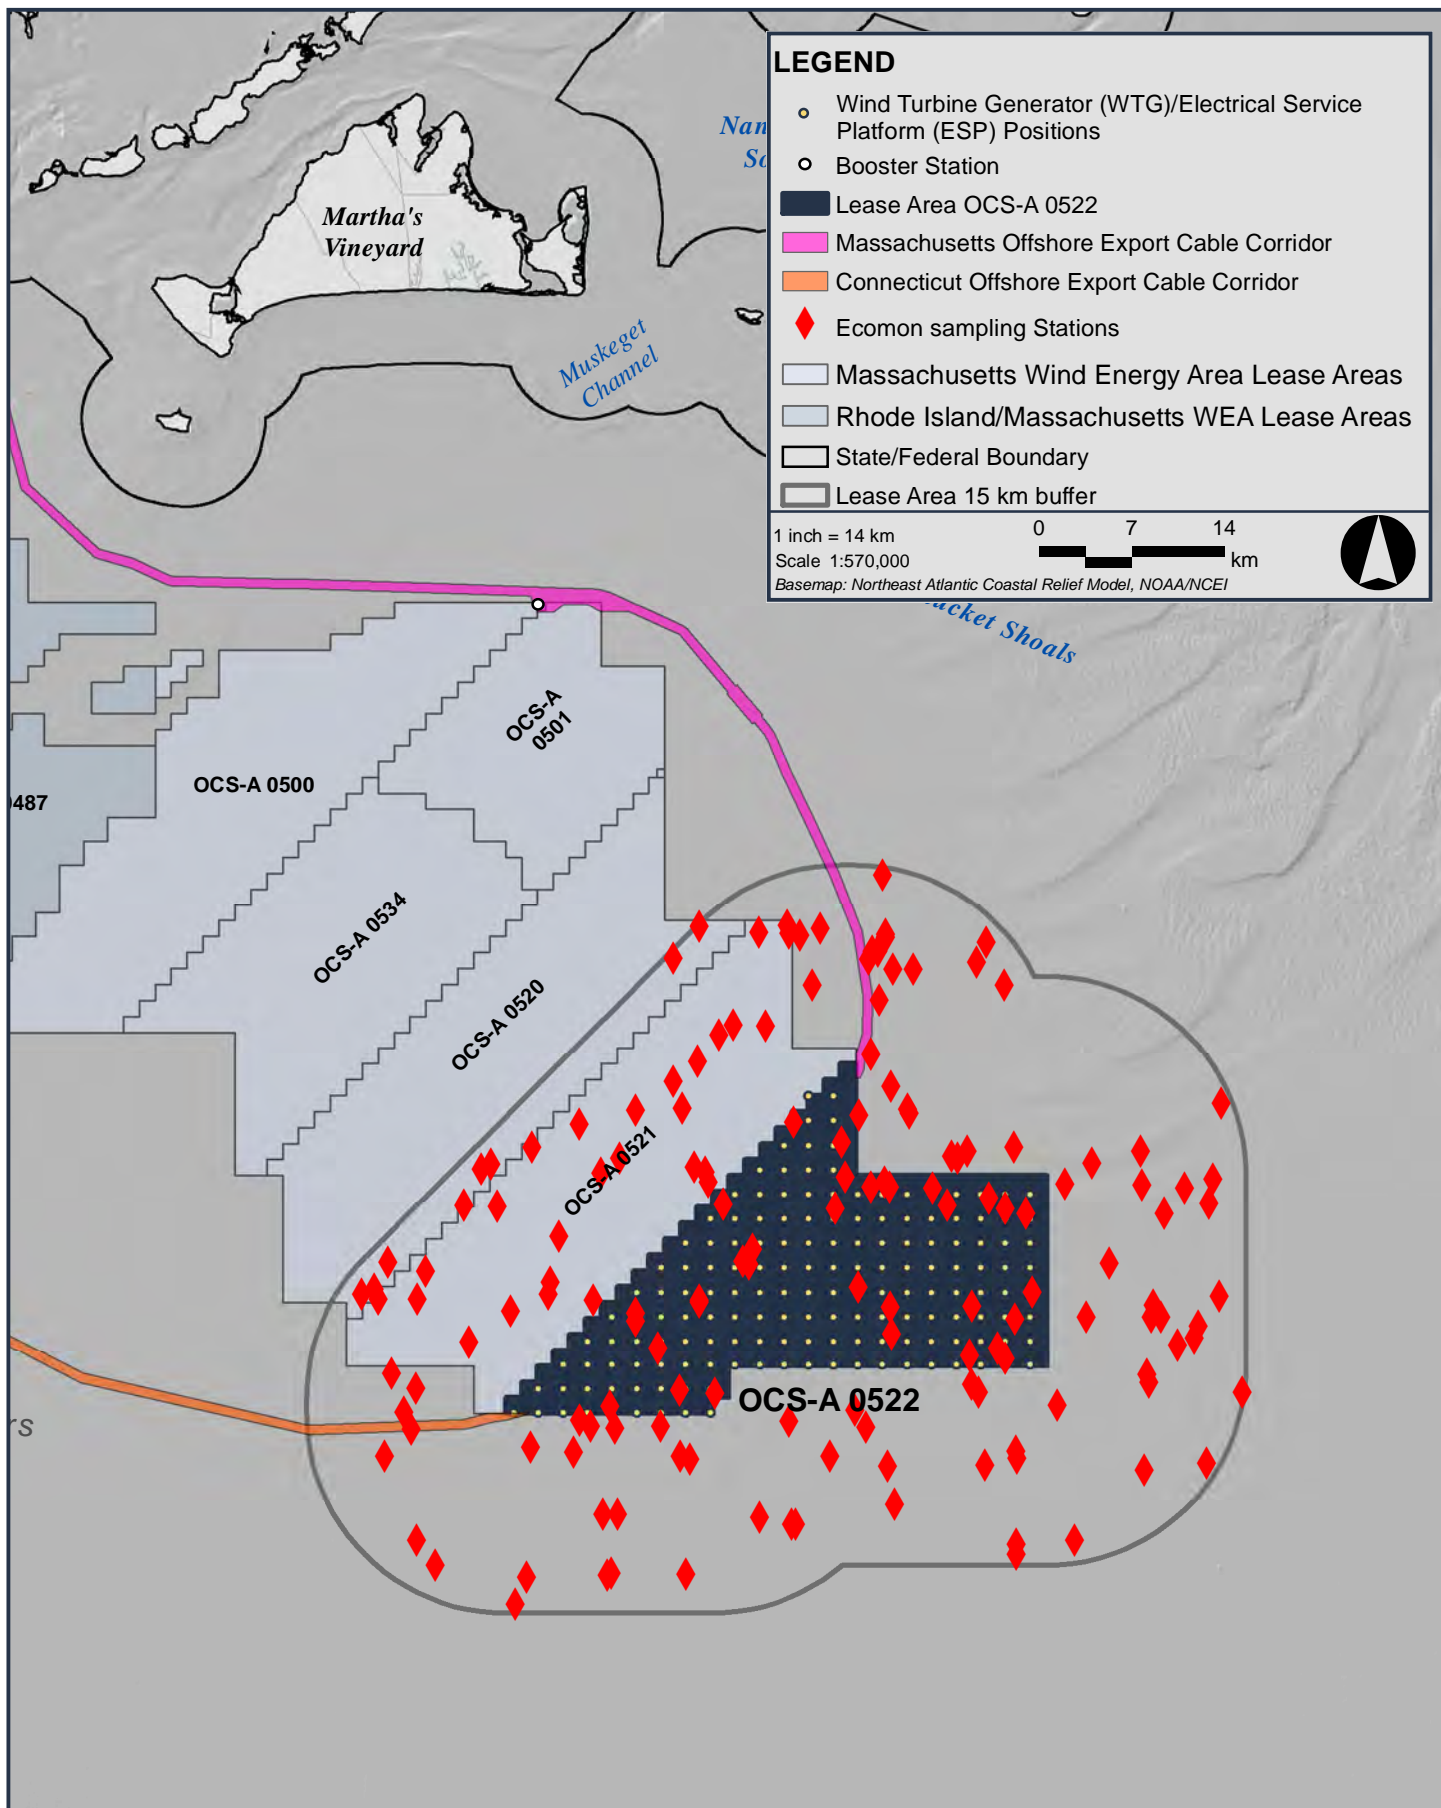 LEGEND
Wind Turbine Generator (WTG)/Electrical Service
Platform (ESP) Positions
Booster Station
Lease Area OCS-A 0522
Massachusetts Offshore Export Cable Corridor
Connecticut Offshore Export Cable Corridor
Ecomon sampling Stations
Massachusetts Wind Energy Area Lease Areas
Rhode Island/Massachusetts WEA Lease Areas
State/Federal Boundary
Lease Area 15 km buffer
1 inch = 14 km
Scale 1:570,000
0 7 14
km
Basemap: Northeast Atlantic Coastal Relief Model, NOAA/NCEI
Martha's
Vineyard
Muskeget
Channel
Shoals
OCS-A
0501
OCS-A 0500
OCS-A 0534
OCS-A 0520
OCS-A 0521
OCS-A 0522